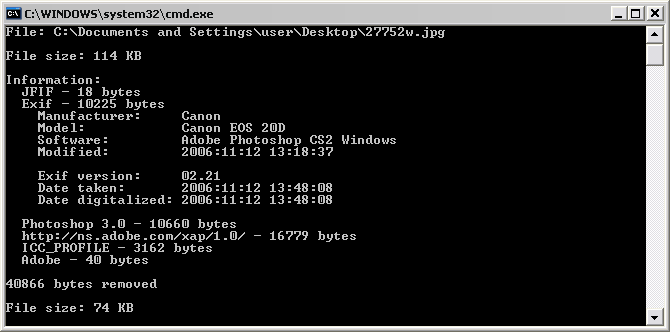 C:\WINDOWS\system32\cmd.exe
File: C:\Documents and Settings\user\Desktop\27752w.jpg
File size: 114 KB
Information:
JFIF - 18 bytes
Exif - 10225 bytes
Manufacturer: Canon
Model: Canon EOS 20D
Software: Adobe Photoshop CS2 Windows
Modified: 2006:11:12 13:18:37
Exif version: 02.21
Date taken: 2006:11:12 13:48:08
Date digitalized: 2006:11:12 13:48:08
Photoshop 3.0 - 10660 bytes
http://ns.adobe.com/xap/1.0/ - 16779 bytes
ICC_PROFILE - 3162 bytes
Adobe - 40 bytes
40866 bytes removed
File size: 74 KB